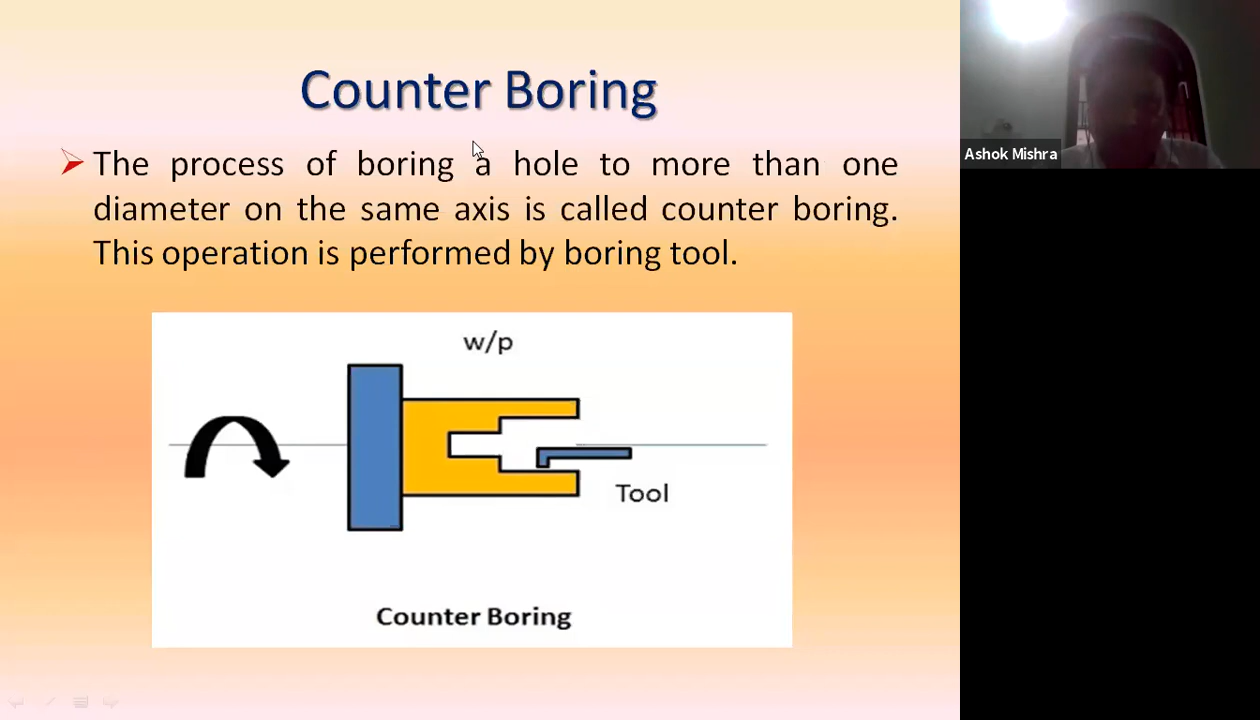 Counter Boring
The process of boring a hole to more than one
diameter on the same axis is called counter boring.
This operation is performed by boring tool.
w/p
Tool
Counter Boring
Ashok Mishra